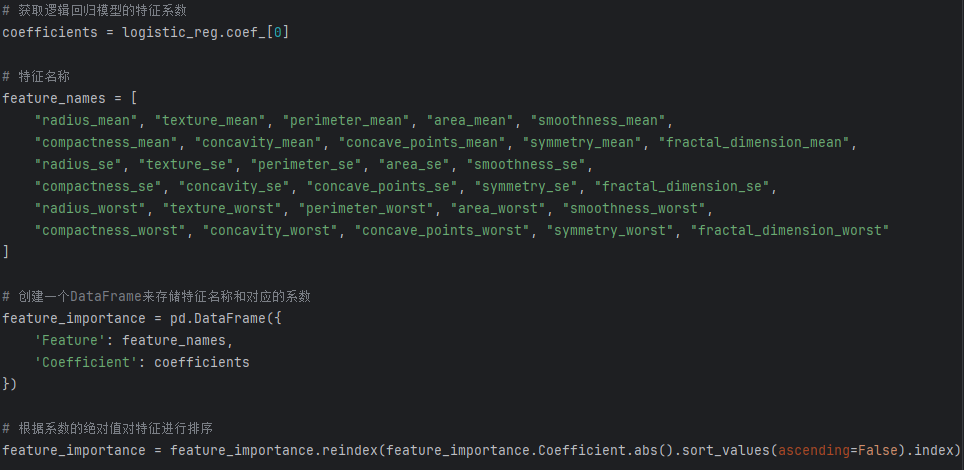 # 获取逻辑回归模型的特征系数
coefficients = logistic_reg.coef_[0]
# 特征名称
feature_names = [
"radius_mean", "texture_mean", "perimeter_mean", "area_mean", "smoothness_mean",
"compactness_mean", "concavity_mean", "concave_points_mean", "symmetry_mean", "fractal_dimension_mean",
"radius_se", "texture_se", "perimeter_se", "area_se", "smoothness_se",
"compactness_se", "concavity_se", "concave_points_se", "symmetry_se", "fractal_dimension_se",
"radius_worst", "texture_worst", "perimeter_worst", "area_worst", "smoothness_worst",
"compactness_worst", "concavity_worst", "concave_points_worst", "symmetry_worst", "fractal_dimension_worst"
]
# 创建一个DataFrame来存储特征名称和对应的系数
feature_importance = pd.DataFrame({
'Feature': feature_names,
'Coefficient': coefficients
})
# 根据系数的绝对值对特征进行排序
feature_importance = feature_importance.reindex(feature_importance.Coefficient.abs().sort_values(ascending=False).index)